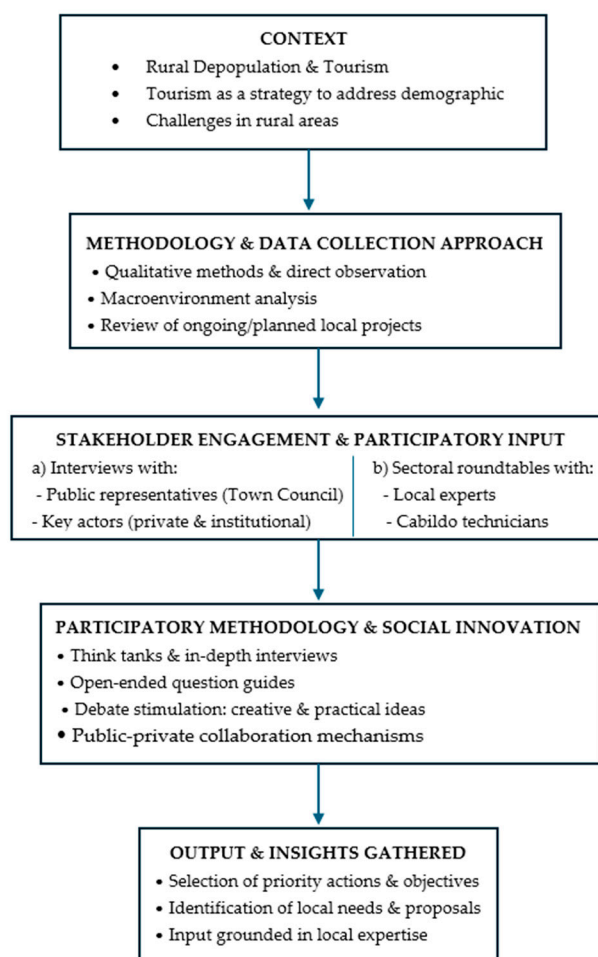 CONTEXT
• Rural Depopulation & Tourism
• Tourism as a strategy to address demographic
• Challenges in rural areas
METHODOLOGY & DATA COLLECTION APPROACH
• Qualitative methods & direct observation
• Macroenvironment analysis
• Review of ongoing/planned local projects
STAKEHOLDER ENGAGEMENT & PARTICIPATORY INPUT
a) Interviews with:
- Public representatives (Town Council)
- Key actors (private & institutional)
b) Sectoral roundtables with:
- Local experts
- Cabildo technicians
PARTICIPATORY METHODOLOGY & SOCIAL INNOVATION
• Think tanks & in-depth interviews
• Open-ended question guides
• Debate stimulation: creative & practical ideas
• Public-private collaboration mechanisms
OUTPUT & INSIGHTS GATHERED
• Selection of priority actions & objectives
• Identification of local needs & proposals
• Input grounded in local expertise